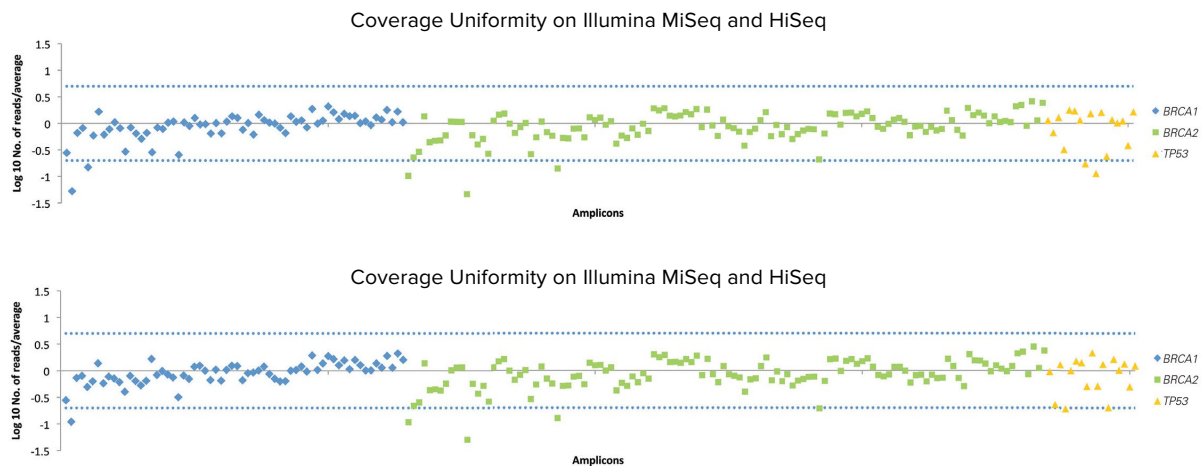 Coverage Uniformity on Illumina MiSeq and HiSeq
Log 10 No. of reads/average
1.5
1
0.5
0
-0.5
-1
-1.5
Amplicons
BRCA1
BRCA2
TP53
Coverage Uniformity on Illumina MiSeq and HiSeq
Log 10 No. of reads/average
1.5
1
0.5
0
-0.5
-1
-1.5
Amplicons
BRCA1
BRCA2
TP53